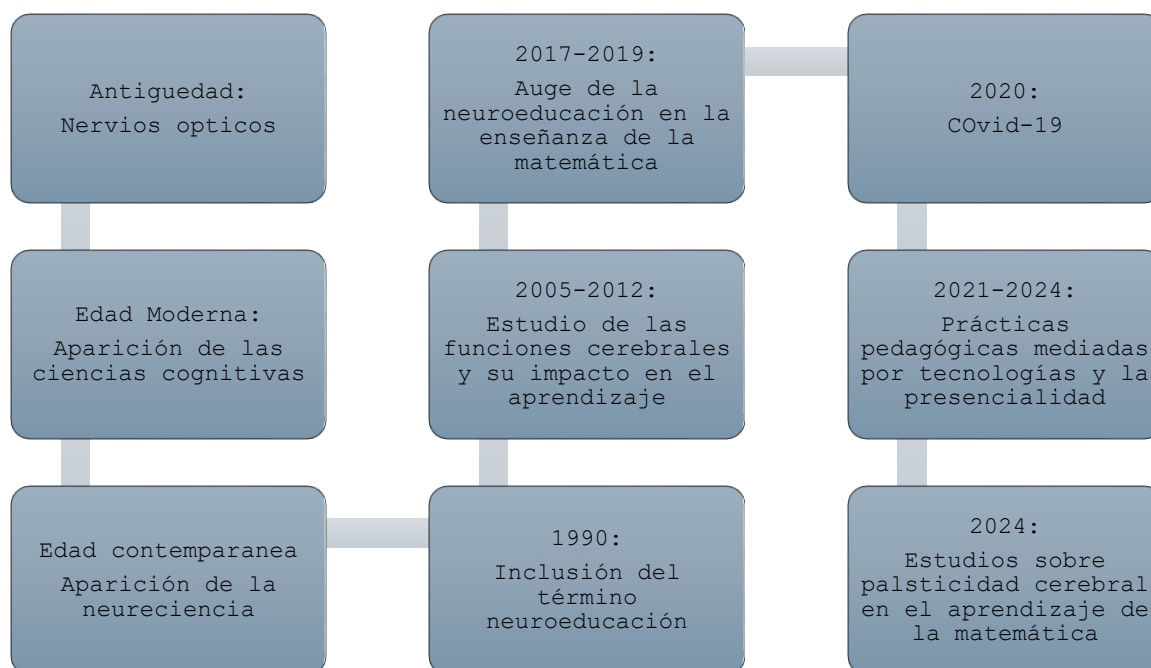 Antiguedad:
Nervios opticos
Edad Moderna:
Aparición de las
ciencias cognitivas
Edad contemparanea
Aparición de la
neureciencia
1990:
Inclusión del
término
neuroeducación
2005-2012:
Estudio de las
funciones cerebrales
y su impacto en el
aprendizaje
2017-2019:
Auge de la
neuroeducación en la
enseñanza de la
matemática
2020:
COvid-19
2021-2024:
Prácticas
pedagógicas mediadas
por tecnologías y la
presencialidad
2024:
Estudios sobre
palsticidad cerebral
en el aprendizaje de
la matemática